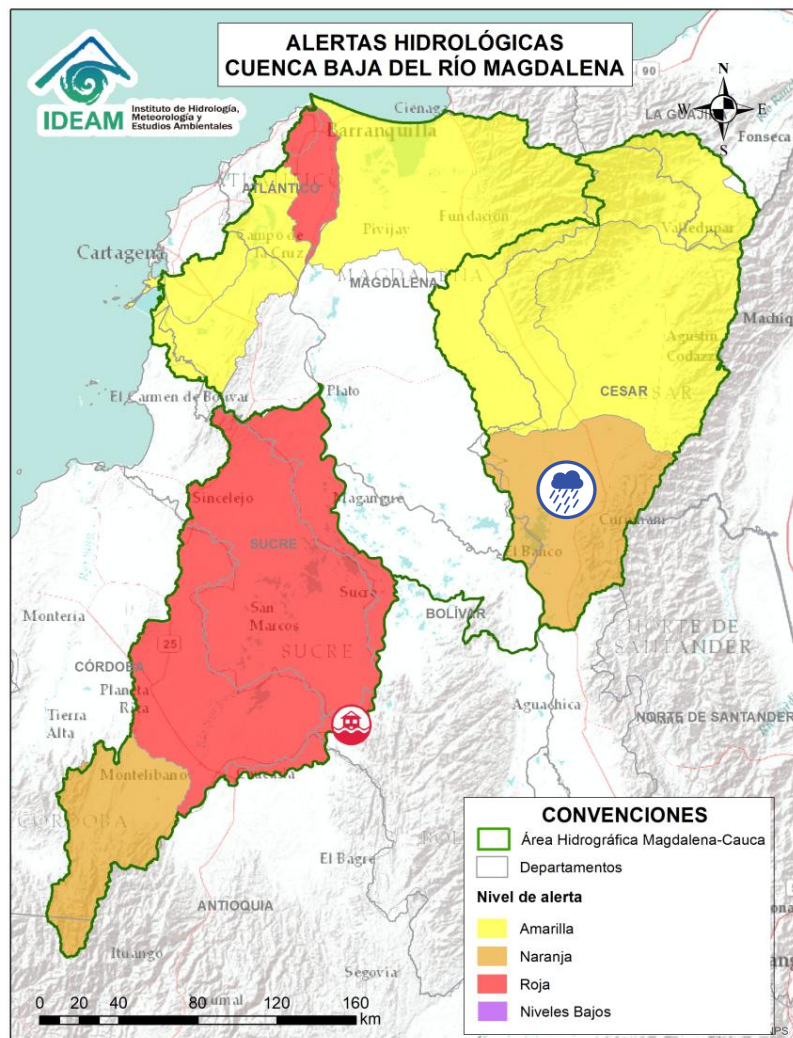 ALERTAS HIDROLÓGICAS
CUENCA BAJA DEL RÍO MAGDALENA
IDEAM
Instituto de Hidrología,
Meteorología y
Estudios Ambientales
N
W E
S
90
Ciénaga
LA GUAJIRA
Barranquilla
Fonseca
ATLÁNTICO
Campo de
la Cruz
Pivijay
Fundación
Valledupar
Cartagena
MAGDALENA
MAGDALENA
Agustín
Codazzi
CESAR
El Carmen de Bolívar
Plato
Sincelejo
Magangue
SUCRE
El Banco
Montería
San
Marcos
Sucre
BOLÍVAR
SUCRE
25
CÓRDOBA
Planeta
Rica
Tierra
Alta
NORTE DE
SANTANDER
Aguachica
NORTE DE SANTANDER
Montelíbano
CÓRDOBA
El Bagre
ANTIOQUIA
Ituango
Segovia
0 20 40 80 120 160
km
CONVENCIONES
Área Hidrográfica Magdalena-Cauca
Departamentos
Nivel de alerta
Amarilla
Naranja
Roja
Niveles Bajos